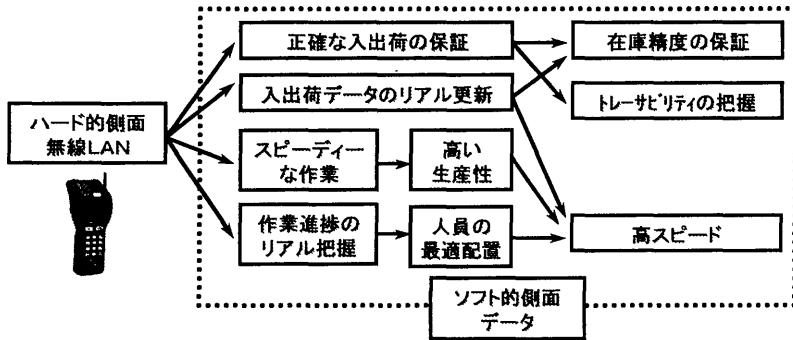 正確な入出荷の保証
在庫精度の保証
入出荷データのリアル更新
トレーサビリティの把握
ハード的側面
無線LAN
スピーディー
な作業
高い
生産性
作業進捗の
リアル把握
人員の
最適配置
高スピード
ソフト的側面
データ